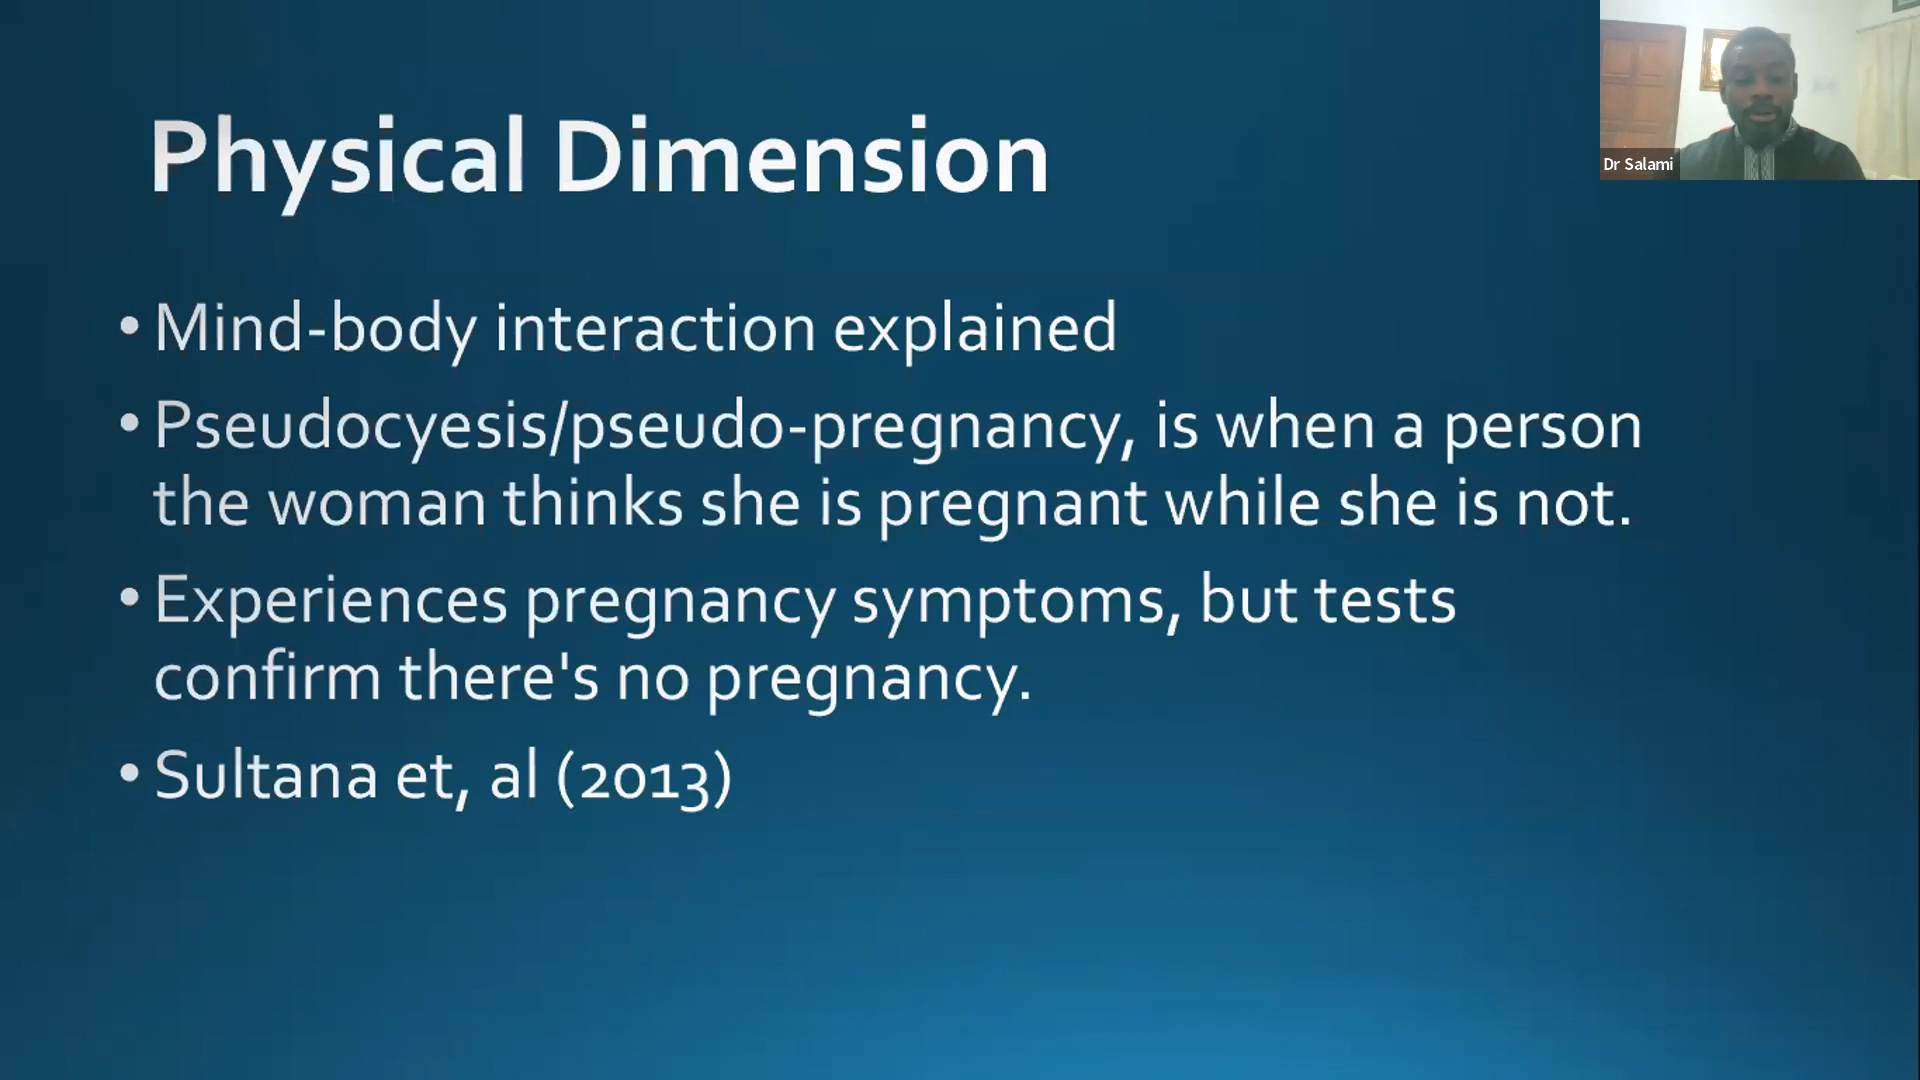 Physical Dimension
Dr Salami
• Mind-body interaction explained
• Pseudocyesis/pseudo-pregnancy, is when a person
the woman thinks she is pregnant while she is not.
• Experiences pregnancy symptoms, but tests
confirm there's no pregnancy.
• Sultana et, al (2013)